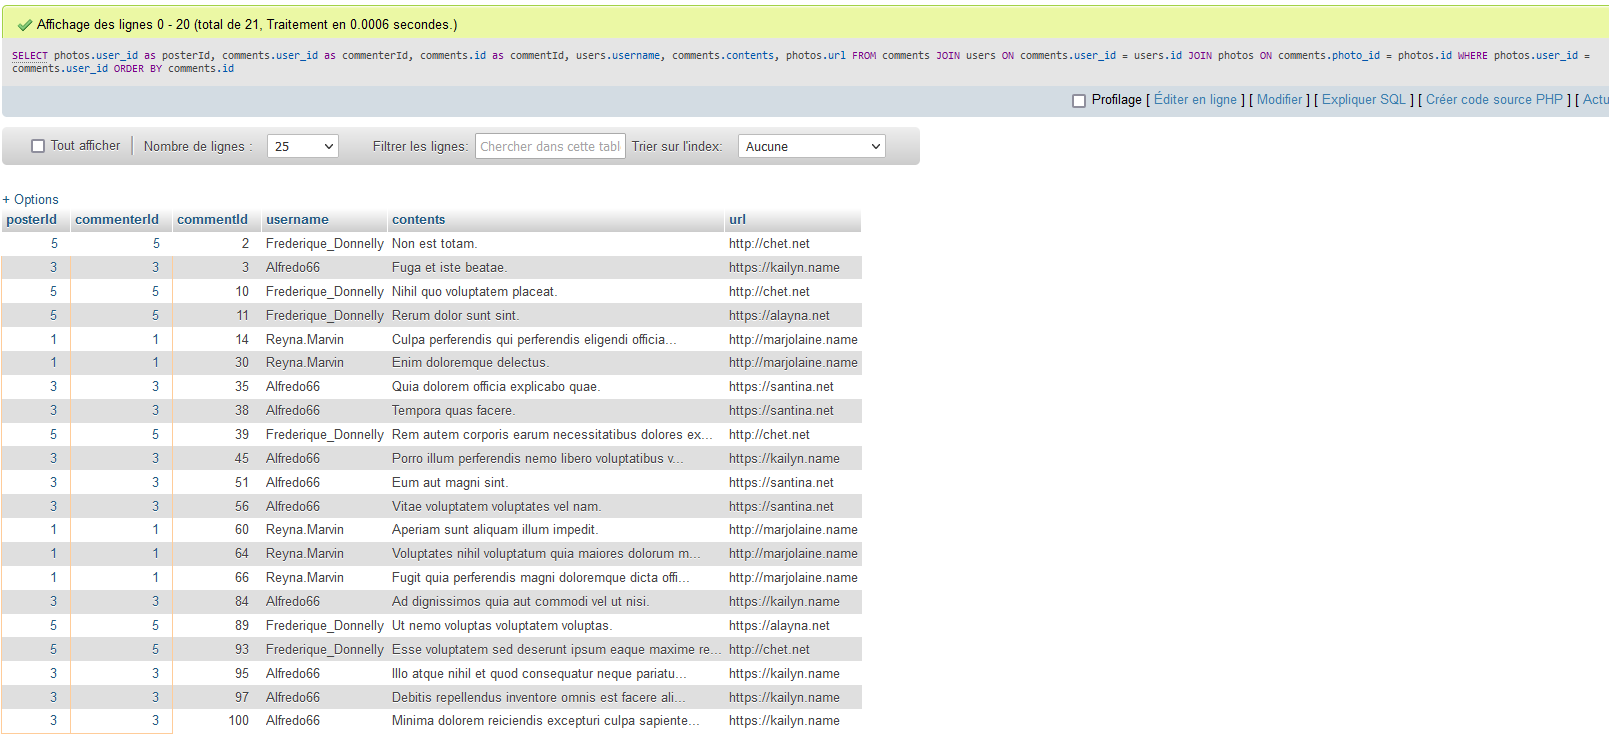 Affichage des lignes 0 - 20 (total de 21, Traitement en 0.0006 secondes.)
SELECT photos.user_id as posterId, comments.user_id as commenterId, comments.id as commentId, users.username, comments.contents, photos.url FROM comments JOIN users ON comments.user_id = users.id JOIN photos ON comments.photo_id = photos.id WHERE photos.user_id =
comments.user_id ORDER BY comments.id
Profilage [ Éditer en ligne ] [ Modifier ] [ Expliquer SQL ] [ Créer code source PHP ] [ Actu
Tout afficher Nombre de lignes : 25 Filtrer les lignes: Chercher dans cette tabl Trier sur l'index: Aucune
+ Options
posterId commenterId commentId username contents url
5 5 2 Frederique_Donnelly Non est totam. http://chet.net
3 3 3 Alfredo66 Fuga et iste beatae. https://kailyn.name
5 5 10 Frederique_Donnelly Nihil quo voluptatem placeat. http://chet.net
5 5 11 Frederique_Donnelly Rerum dolor sunt sint. https://alayna.net
1 1 14 Reyna.Marvin Culpa perferendis qui perferendis eligendi officia... http://marjolaine.name
1 1 30 Reyna.Marvin Enim doloremque delectus. http://marjolaine.name
3 3 35 Alfredo66 Quia dolorem officia explicabo quae. https://santina.net
3 3 38 Alfredo66 Tempora quas facere. https://santina.net
5 5 39 Frederique_Donnelly Rem autem corporis earum necessitatibus dolores ex... http://chet.net
3 3 45 Alfredo66 Porro illum perferendis nemo libero voluptatibus v... https://kailyn.name
3 3 51 Alfredo66 Eum aut magni sint. https://santina.net
3 3 56 Alfredo66 Vitae voluptatem voluptates vel nam. https://santina.net
1 1 60 Reyna.Marvin Aperiam sunt aliquam illum impedit. http://marjolaine.name
1 1 64 Reyna.Marvin Voluptates nihil voluptatum quia maiores dolorum m... http://marjolaine.name
1 1 66 Reyna.Marvin Fugit quia perferendis magni doloremque dicta offi... http://marjolaine.name
3 3 84 Alfredo66 Ad dignissimos quia aut commodi vel ut nisi. https://kailyn.name
5 5 89 Frederique_Donnelly Ut nemo voluptas voluptatem voluptas. https://alayna.net
5 5 93 Frederique_Donnelly Esse voluptatem sed deserunt ipsum eaque maxime re... http://chet.net
3 3 95 Alfredo66 Illo atque nihil et quod consequatur neque pariatu... https://kailyn.name
3 3 97 Alfredo66 Debitis repellendus inventore omnis est facere ali... https://kailyn.name
3 3 100 Alfredo66 Minima dolorem reiciendis excepturi culpa sapiente... https://kailyn.name